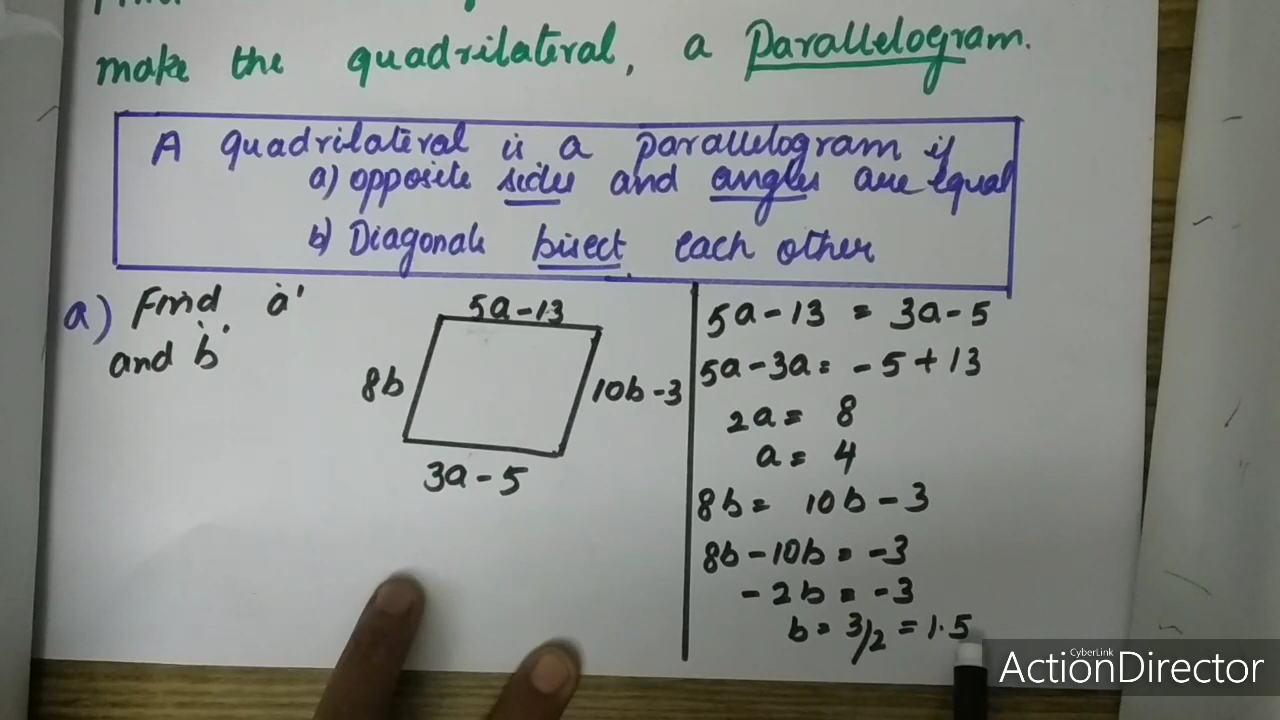 make the quadrilateral, a Parallelogram.
A quadrilateral is a parallelogram if
a) opposite sides and angles are equal
b) Diagonals bisect each other
a) Find 'a'
and 'b'
5a-13
8b
10b-3
3a-5
5a-13 = 3a-5
5a-3a = -5+13
2a = 8
a = 4
8b = 10b-3
8b-10b = -3
-2b = -3
b = 3/2 = 1.5
CyberLink
ActionDirector